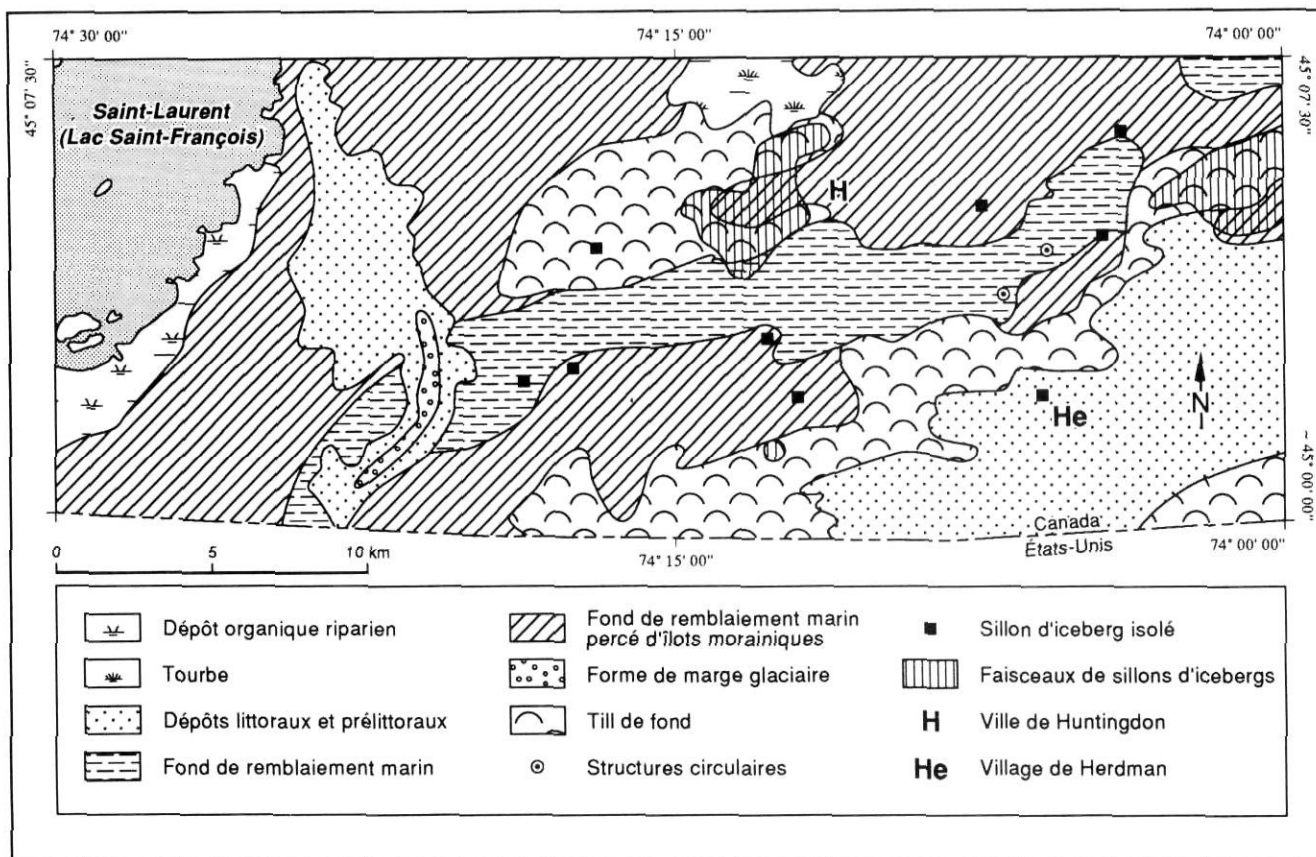 74° 30' 00"
74° 15' 00"
74° 00' 00"
45° 07' 30"
45° 07' 30"
Saint-Laurent
(Lac Saint-François)
H
He
N
~ 45° 00' 00"
Canada
États-Unis
0 5 10 km
74° 15' 00"
74° 00' 00"
Dépôt organique riparien
Tourbe
Dépôts littoraux et prélittoraux
Fond de remblaiement marin
Fond de remblaiement marin
percé d'îlots morainiques
Forme de marge glaciaire
Till de fond
Structures circulaires
Sillon d'iceberg isolé
Faisceaux de sillons d'icebergs
H Ville de Huntingdon
He Village de Herdman